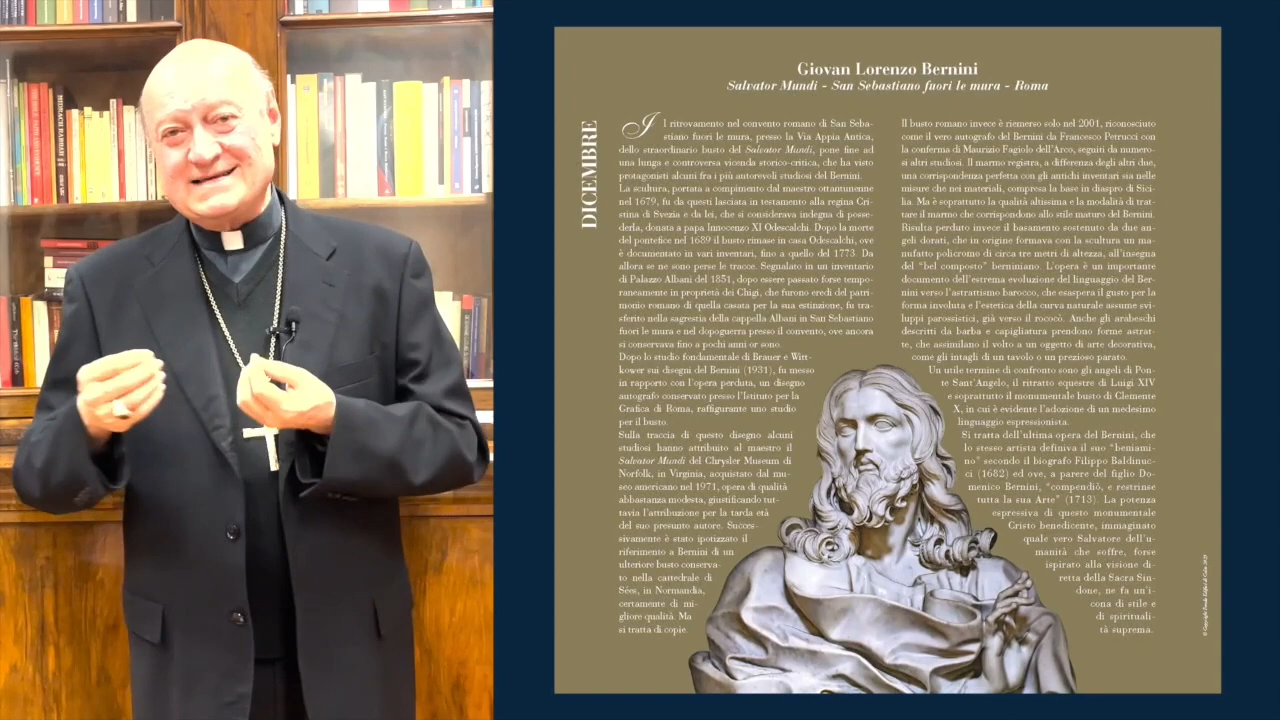 Giovan Lorenzo Bernini
Salvator Mundi - San Sebastiano fuori le mura - Roma
DICEMBRE
Il ritrovamento nel convento romano di San Seba-
stiano fuori le mura, presso la Via Appia Antica,
dello straordinario busto del Salvator Mundi, pone fine ad
una lunga e controversa vicenda storico-critica, che ha visto
protagonisti alcuni fra i più autorevoli studiosi del Bernini.
La scultura, portata a compimento dal maestro ottantunenne
nel 1679, fu da questi lasciata in testamento alla regina Cri-
stina di Svezia e da lei, che si considerava indegna di posse-
derla, donata a papa Innocenzo XI Odescalchi. Dopo la morte
del pontefice nel 1689 il busto rimase in casa Odescalchi, ove
è documentato in vari inventari, fino a quello del 1773. Da
allora se ne sono perse le tracce. Segnalato in un inventario
di Palazzo Albani del 1851, dopo essere passato forse tempo-
raneamente in proprietà dei Chigi, che furono eredi del patri-
monio romano di quella casata per la sua estinzione, fu tra-
sferito nella sagrestia della cappella Albani in San Sebastiano
fuori le mura e nel dopoguerra presso il convento, ove ancora
si conservava fino a pochi anni or sono.
Dopo lo studio fondamentale di Brauer e Witt-
kower sui disegni del Bernini (1931), fu messo
in rapporto con l'opera perduta, un disegno
autografo conservato presso l'Istituto per la
Grafica di Roma, raffigurante uno studio
per il busto.
Sulla traccia di questo disegno alcuni
studiosi hanno attribuito al maestro il
Salvator Mundi del Chrysler Museum di
Norfolk, in Virginia, acquistato dal mu-
seo americano nel 1971, opera di qualità
abbastanza modesta, giustificando tut-
tavia l'attribuzione per la tarda età
del suo presunto autore. Succes-
sivamente è stato ipotizzato il
riferimento a Bernini di un
ulteriore busto conserva-
to nella cattedrale di
Sées, in Normandia,
certamente di mi-
gliore qualità. Ma
si tratta di copie.
Il busto romano invece è riemerso solo nel 2001, riconosciuto
come il vero autografo del Bernini da Francesco Petrucci con
la conferma di Maurizio Fagiolo dell'Arco, seguiti da numero-
si altri studiosi. Il marmo registra, a differenza degli altri due,
una corrispondenza perfetta con gli antichi inventari sia nelle
misure che nei materiali, compresa la base in diaspro di Sici-
lia. Ma è soprattutto la qualità altissima e la modalità di trat-
tare il marmo che corrispondono allo stile maturo del Bernini.
Risulta perduto invece il basamento sostenuto da due an-
geli dorati, che in origine formava con la scultura un ma-
nufatto policromo di circa tre metri di altezza, all'insegna
del "bel composto" berniniano. L'opera è un importante
documento dell'estrema evoluzione del linguaggio del Ber-
nini verso l'astrattismo barocco, che esaspera il gusto per la
forma involuta e l'estetica della curva naturale assume svi-
luppi parossistici, già verso il rococò. Anche gli arabeschi
descritti da barba e capigliatura prendono forme astrat-
te, che assimilano il volto a un oggetto di arte decorativa,
come gli intagli di un tavolo o un prezioso parato.
Un utile termine di confronto sono gli angeli di Pon-
te Sant'Angelo, il ritratto equestre di Luigi XIV
e soprattutto il monumentale busto di Clemente
X, in cui è evidente l'adozione di un medesimo
linguaggio espressionista.
Si tratta dell'ultima opera del Bernini, che
lo stesso artista definiva il suo "beniami-
no" secondo il biografo Filippo Baldinuc-
ci (1682) ed ove, a parere del figlio Do-
menico Bernini, "compendiò, e restrinse
tutta la sua Arte" (1713). La potenza
espressiva di questo monumentale
Cristo benedicente, immaginato
quale vero Salvatore dell'u-
manità che soffre, forse
ispirato alla visione di-
retta della Sacra Sin-
done, ne fa un'i-
cona di stile e
di spirituali-
tà suprema.